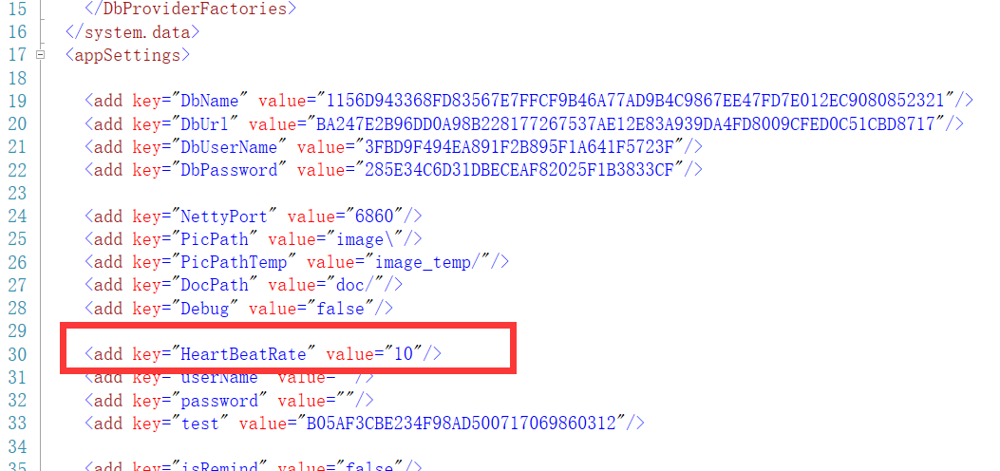 15 </DbProviderFactories>
16 </system.data>
17 <appSettings>
18
19 <add key="DbName" value="1156D943368FD83567E7FFCF9B46A77AD9B4C9867EE47FD7E012EC9080852321"/>
20 <add key="DbUrl" value="BA247E2B96DD0A98B228177267537AE12E83A939DA4FD8009CFED0C51CBD8717"/>
21 <add key="DbUserName" value="3FBD9F494EA891F2B895F1A641F5723F"/>
22 <add key="DbPassword" value="285E34C6D31DBECEAF82025F1B3833CF"/>
23
24 <add key="NettyPort" value="6860"/>
25 <add key="PicPath" value="image\"/>
26 <add key="PicPathTemp" value="image_temp/"/>
27 <add key="DocPath" value="doc/"/>
28 <add key="Debug" value="false"/>
29
30 <add key="HeartBeatRate" value="10"/>
31 <add key="userName" value=""/>
32 <add key="password" value=""/>
33 <add key="test" value="B05AF3CBE234F98AD500717069860312"/>
34
35 <add key="isRemind" value="false"/>